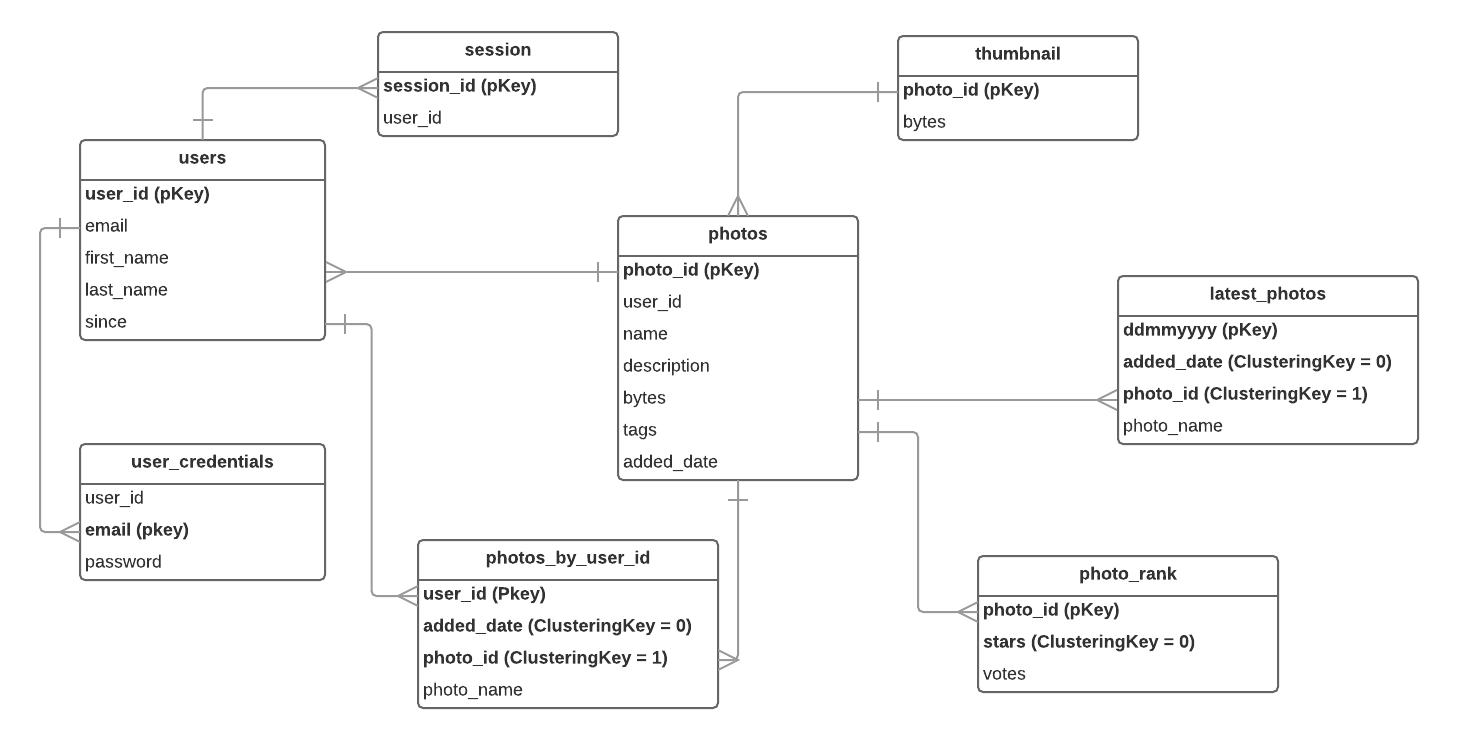 session
session_id (pKey)
user_id
thumbnail
photo_id (pKey)
bytes
users
user_id (pKey)
email
first_name
last_name
since
photos
photo_id (pKey)
user_id
name
description
bytes
tags
added_date
latest_photos
ddmmyyyy (pKey)
added_date (ClusteringKey = 0)
photo_id (ClusteringKey = 1)
photo_name
user_credentials
user_id
email (pkey)
password
photos_by_user_id
user_id (Pkey)
added_date (ClusteringKey = 0)
photo_id (ClusteringKey = 1)
photo_name
photo_rank
photo_id (pKey)
stars (ClusteringKey = 0)
votes